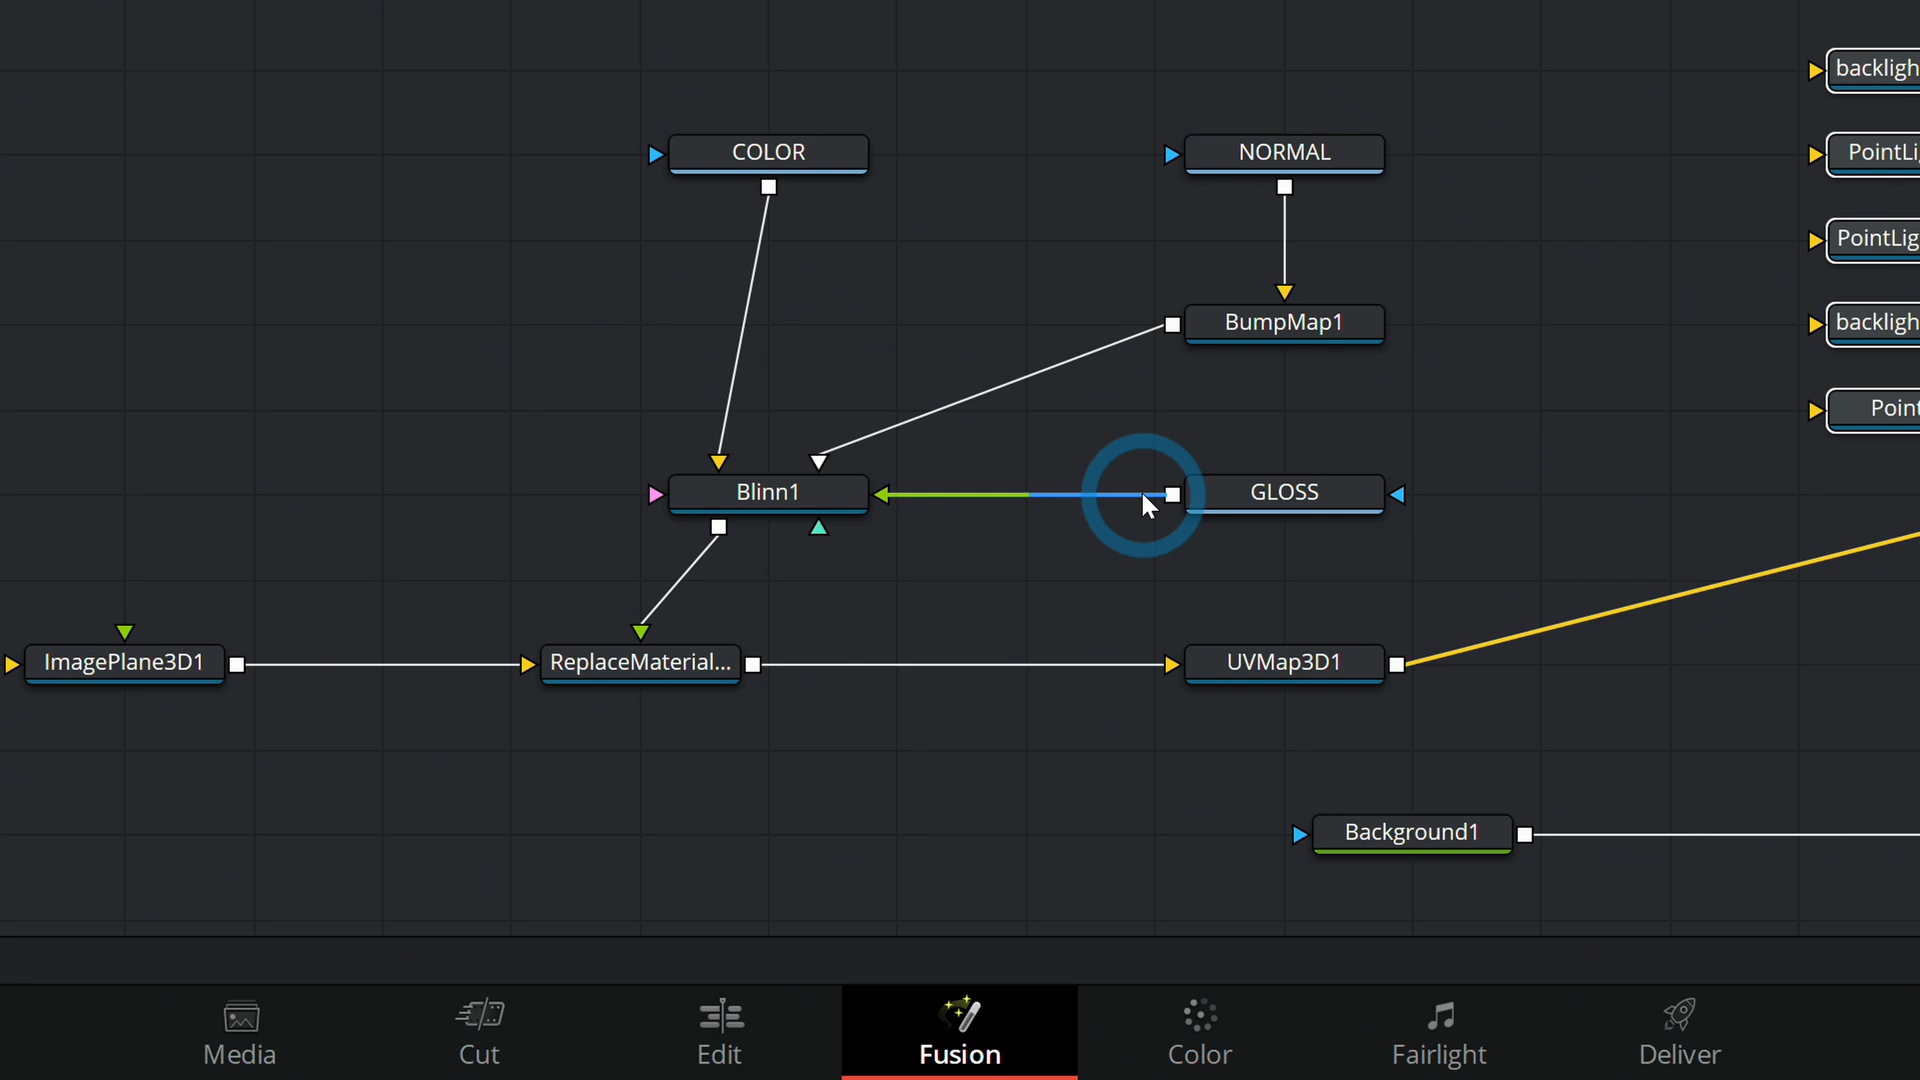 backligh
COLOR
NORMAL
PointLi
PointLig
BumpMap1
backligh
Point
Blinn1
GLOSS
ImagePlane3D1
ReplaceMaterial...
UVMap3D1
Background1
Media
Cut
Edit
Fusion
Color
Fairlight
Deliver